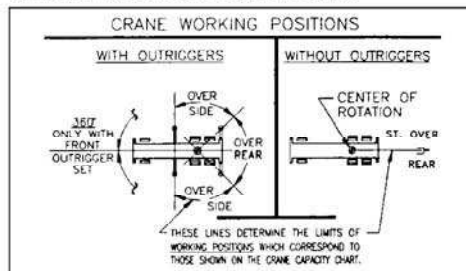 CRANE WORKING POSITIONS
WITH OUTRIGGERS
OVER
SIDE
360°
ONLY WITH
FRONT
OUTRIGGER
SET
OVER
REAR
OVER
SIDE
WITHOUT OUTRIGGERS
CENTER OF
ROTATION
ST. OVER
REAR
THESE LINES DETERMINE THE LIMITS OF
WORKING POSITIONS WHICH CORRESPOND TO
THOSE SHOWN ON THE CRANE CAPACITY CHART.